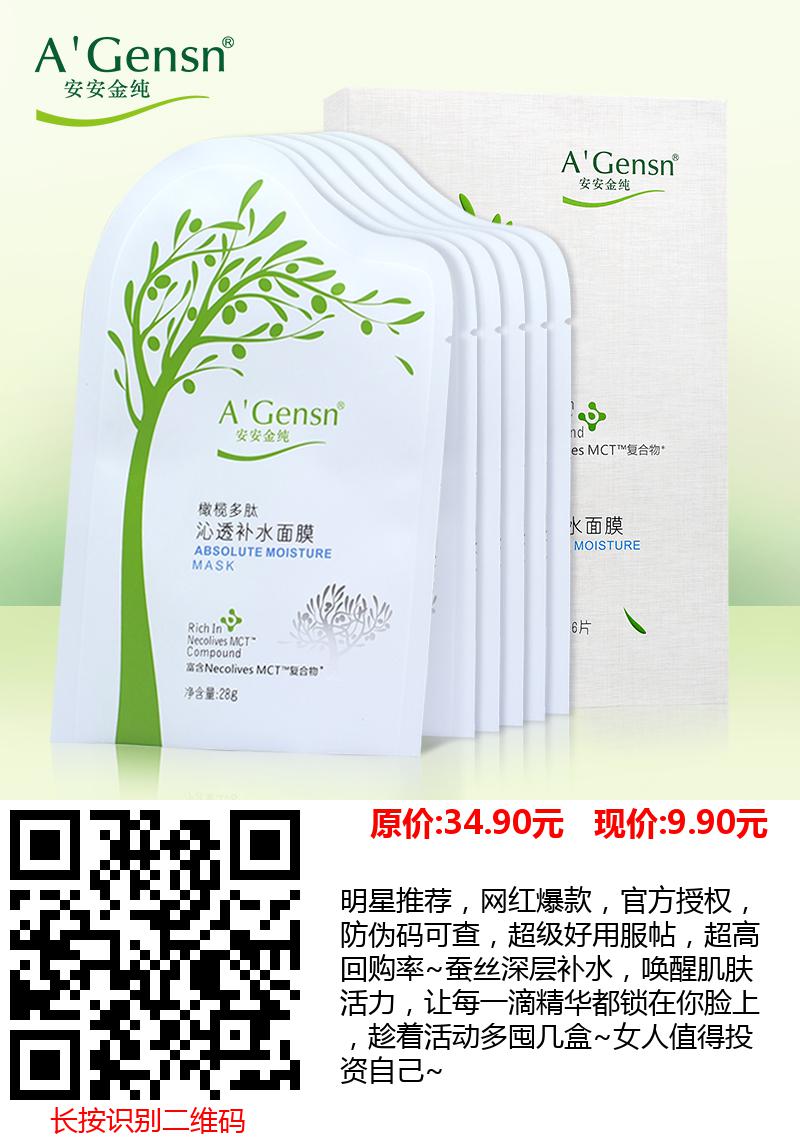 A'Gensn®
安安金纯
A'Gensn®
安安金纯
A'Gensn®
安安金纯
橄榄多肽
沁透补水面膜
ABSOLUTE MOISTURE
MASK
Rich In
Necolives MCT™
Compound
富含Necolives MCT™复合物*
净含量:28g
n
nd
es MCT™复合物*
水面膜
MOISTURE
6片
原价:34.90元 现价:9.90元
明星推荐，网红爆款，官方授权，
防伪码可查，超级好用服帖，超高
回购率~蚕丝深层补水，唤醒肌肤
活力，让每一滴精华都锁在你脸上
，趁着活动多囤几盒~女人值得投
资自己~
长按识别二维码